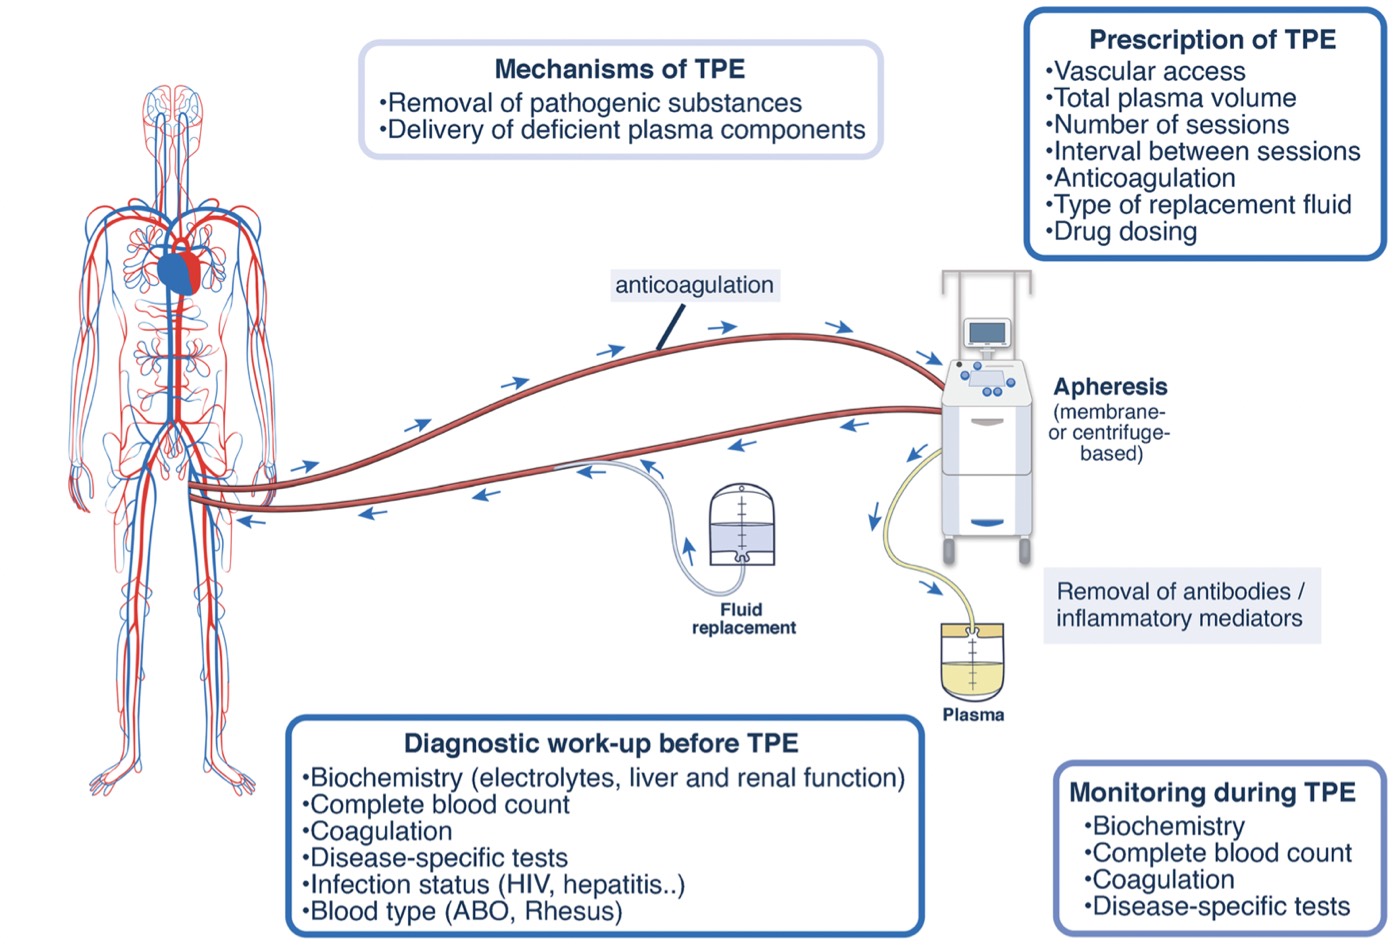 Mechanisms of TPE
•Removal of pathogenic substances
•Delivery of deficient plasma components
Prescription of TPE
•Vascular access
•Total plasma volume
•Number of sessions
•Interval between sessions
•Anticoagulation
•Type of replacement fluid
•Drug dosing
anticoagulation
Apheresis
(membrane-
or centrifuge-
based)
Fluid
replacement
Removal of antibodies /
inflammatory mediators
Plasma
Diagnostic work-up before TPE
•Biochemistry (electrolytes, liver and renal function)
•Complete blood count
•Coagulation
•Disease-specific tests
•Infection status (HIV, hepatitis..)
•Blood type (ABO, Rhesus)
Monitoring during TPE
•Biochemistry
•Complete blood count
•Coagulation
•Disease-specific tests